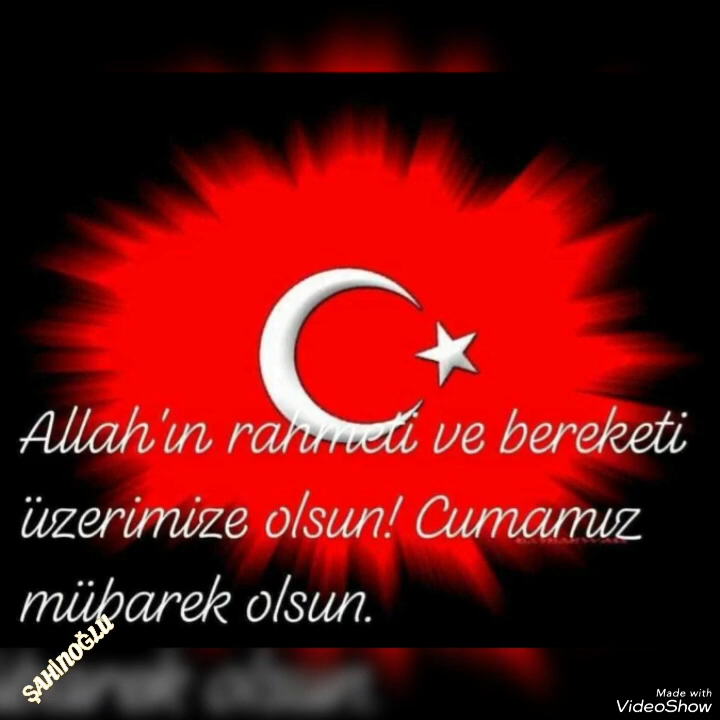 Allah'ın rahmeti ve bereketi
üzerimize olsun! Cumamız
mübarek olsun.
ŞAHİNOĞLU
Made with
VideoShow